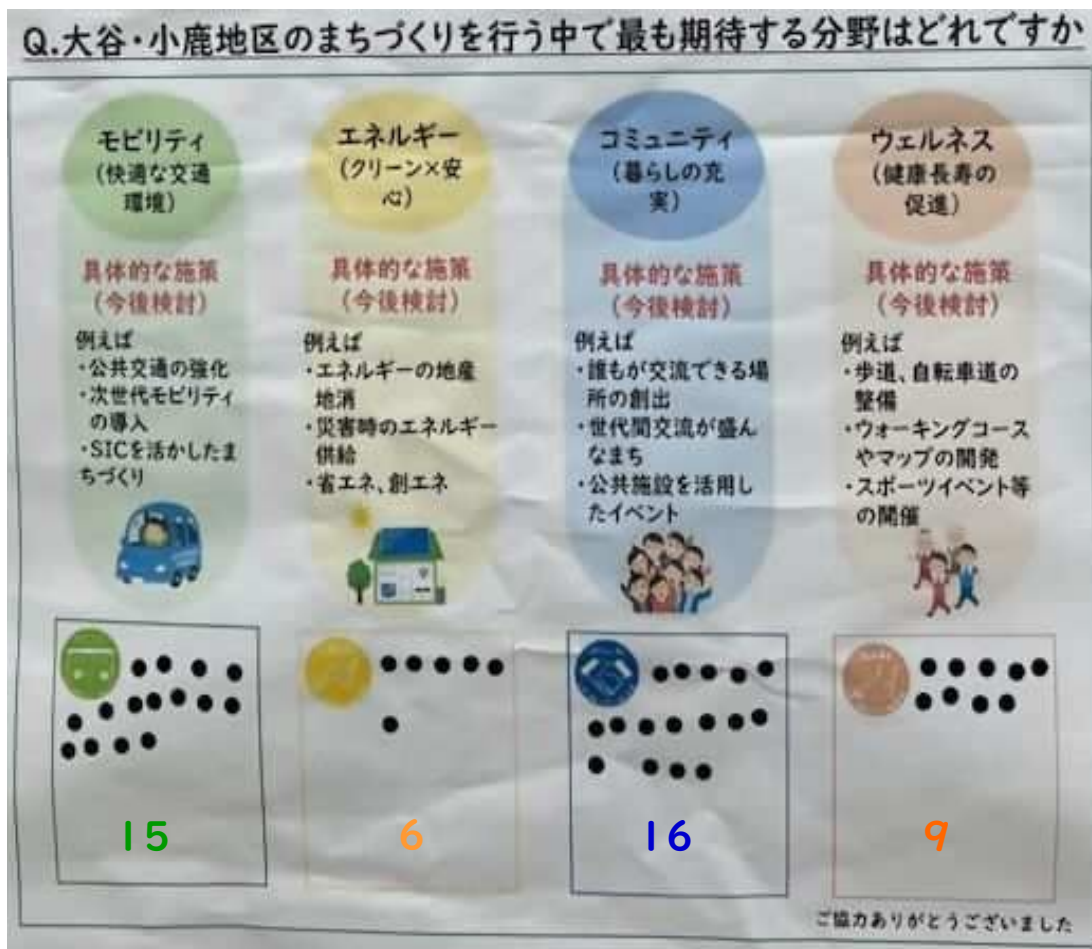 Q.大谷・小鹿地区のまちづくりを行う中で最も期待する分野はどれですか
モビリティ
(快適な交通
環境)
具体的な施策
(今後検討)
例えば
・公共交通の強化
・次世代モビリティ
の導入
・SICを活かしたま
ちづくり
15
エネルギー
(クリーン×安
心)
具体的な施策
(今後検討)
例えば
・エネルギーの地産
地消
・災害時のエネルギー
供給
・省エネ、創エネ
6
コミュニティ
(暮らしの充
実)
具体的な施策
(今後検討)
例えば
・誰もが交流できる場
所の創出
・世代間交流が盛ん
なまち
・公共施設を活用し
たイベント
16
ウェルネス
(健康長寿の
促進)
具体的な施策
(今後検討)
例えば
・歩道、自転車道の
整備
・ウォーキングコース
やマップの開発
・スポーツイベント等
の開催
9
ご協力ありがとうございました